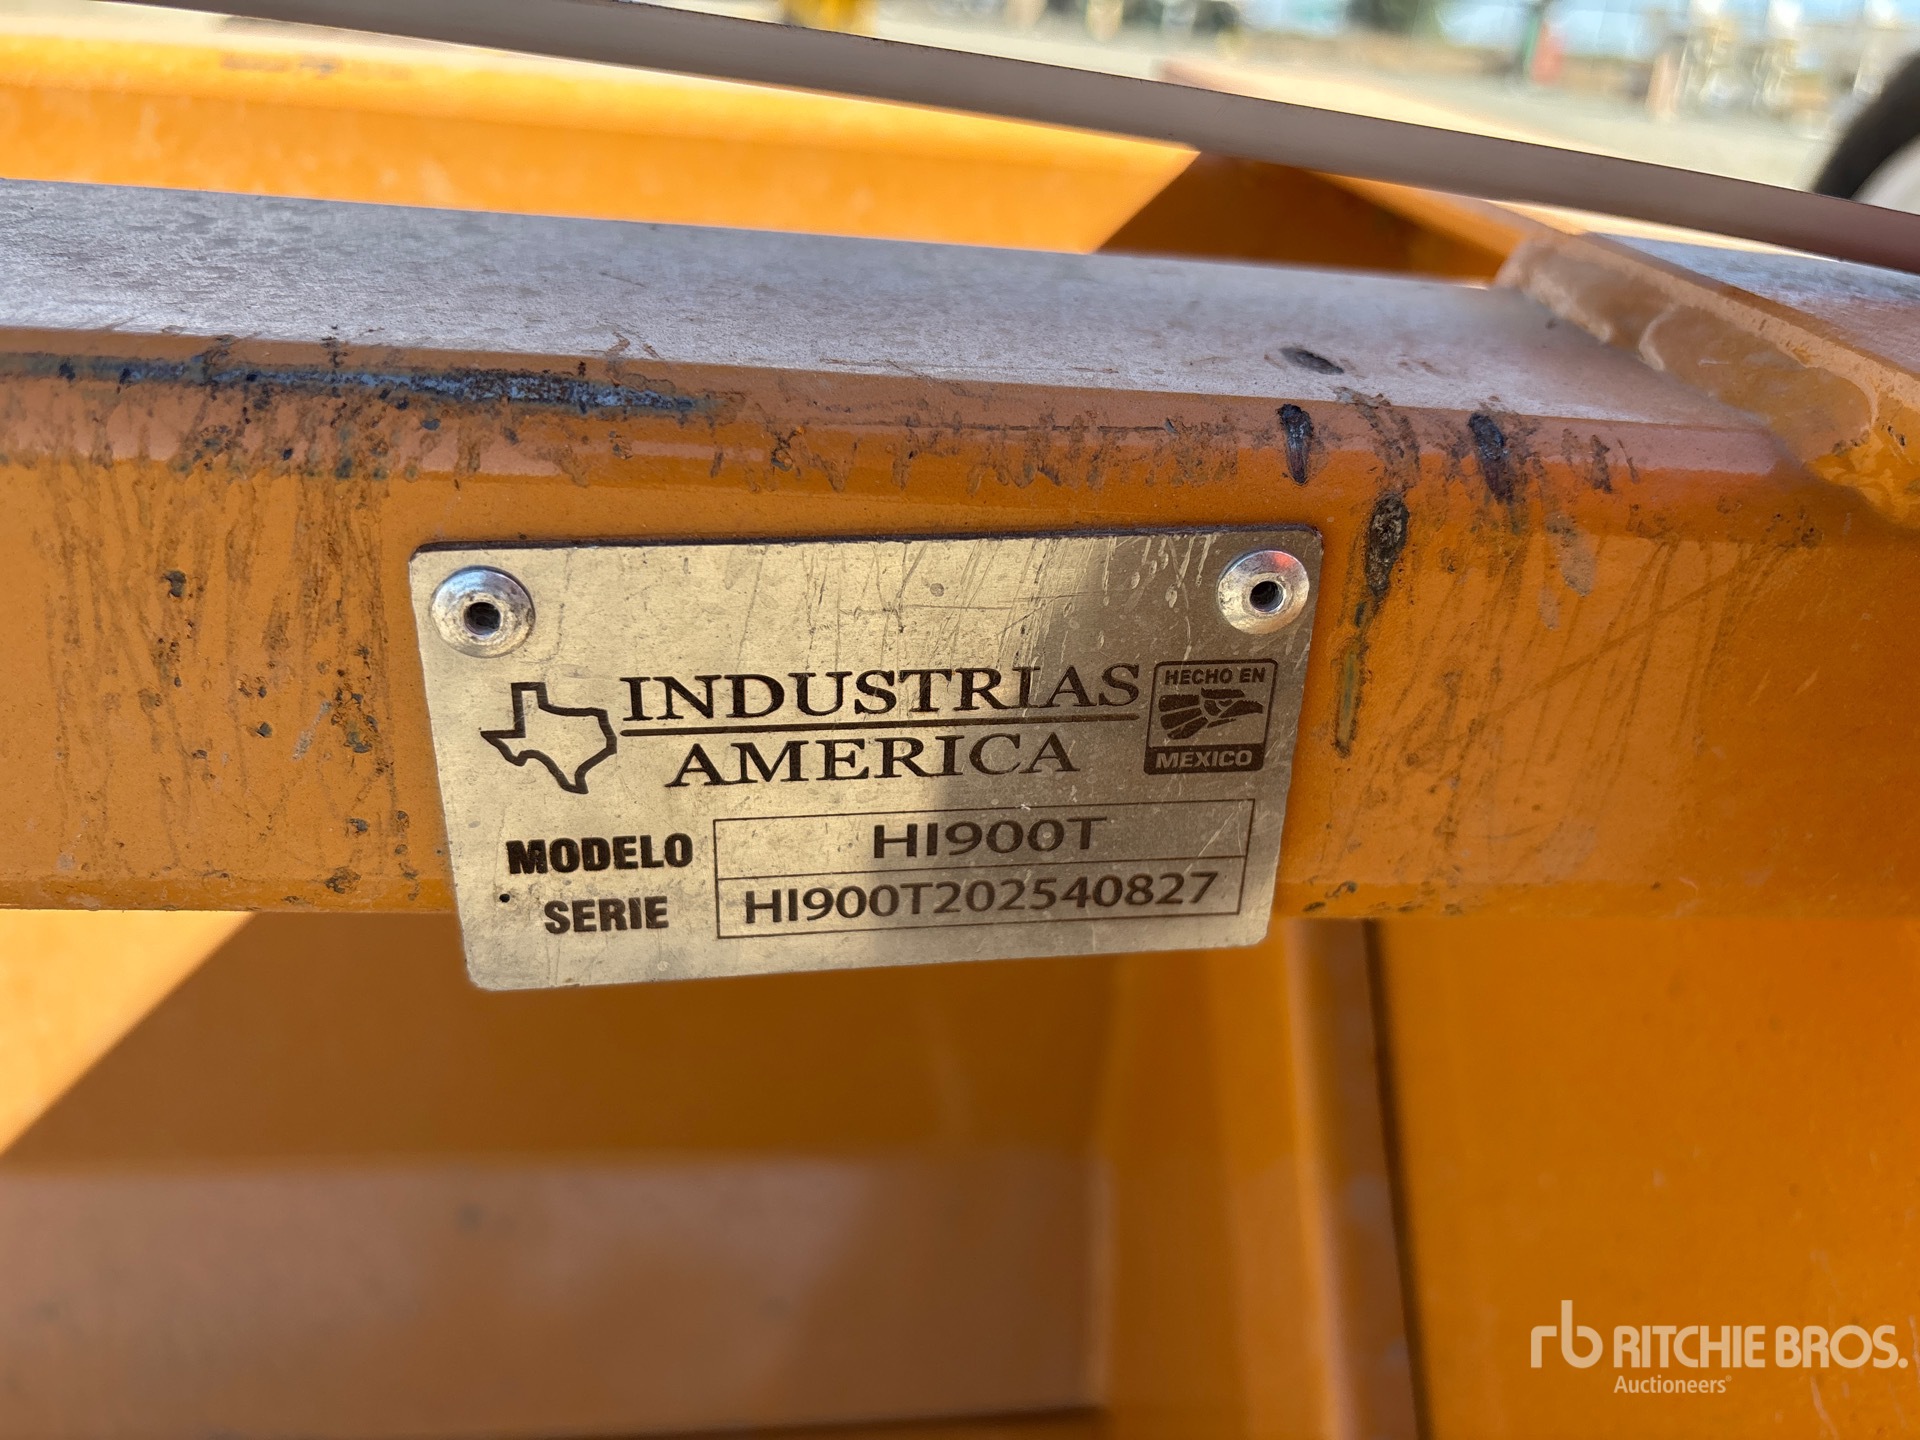 INDUSTRIAS
AMERICA
HECHO EN
MEXICO
MODELO HI900T
SERIE HI900T202540827
rb RITCHIE BROS.
Auctioneers